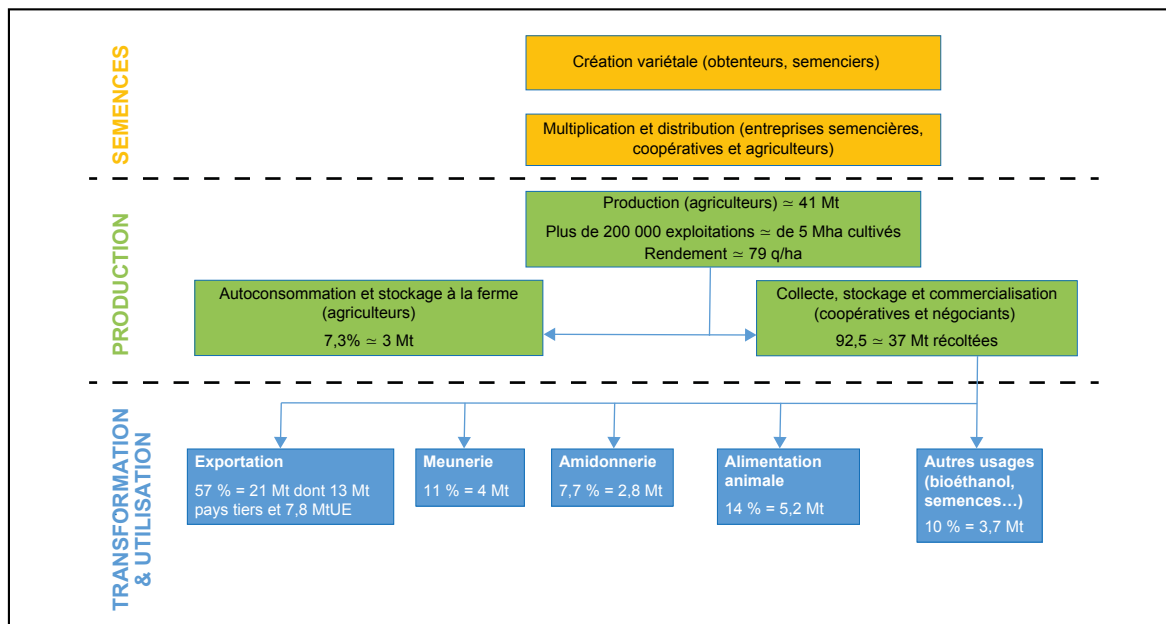 SEMENCES
Création variétale (obtenteurs, semenciers)
Multiplication et distribution (entreprises semencières,
coopératives et agriculteurs)
PRODUCTION
Production (agriculteurs) ≃ 41 Mt
Plus de 200 000 exploitations ≃ de 5 Mha cultivés
Rendement ≃ 79 q/ha
Autoconsommation et stockage à la ferme
(agriculteurs)
7,3% ≃ 3 Mt
Collecte, stockage et commercialisation
(coopératives et négociants)
92,5 ≃ 37 Mt récoltées
TRANSFORMATION
& UTILISATION
Exportation
57 % = 21 Mt dont 13 Mt
pays tiers et 7,8 MtUE
Meunerie
11 % = 4 Mt
Amidonnerie
7,7 % = 2,8 Mt
Alimentation
animale
14 % = 5,2 Mt
Autres usages
(bioéthanol,
semences…)
10 % = 3,7 Mt